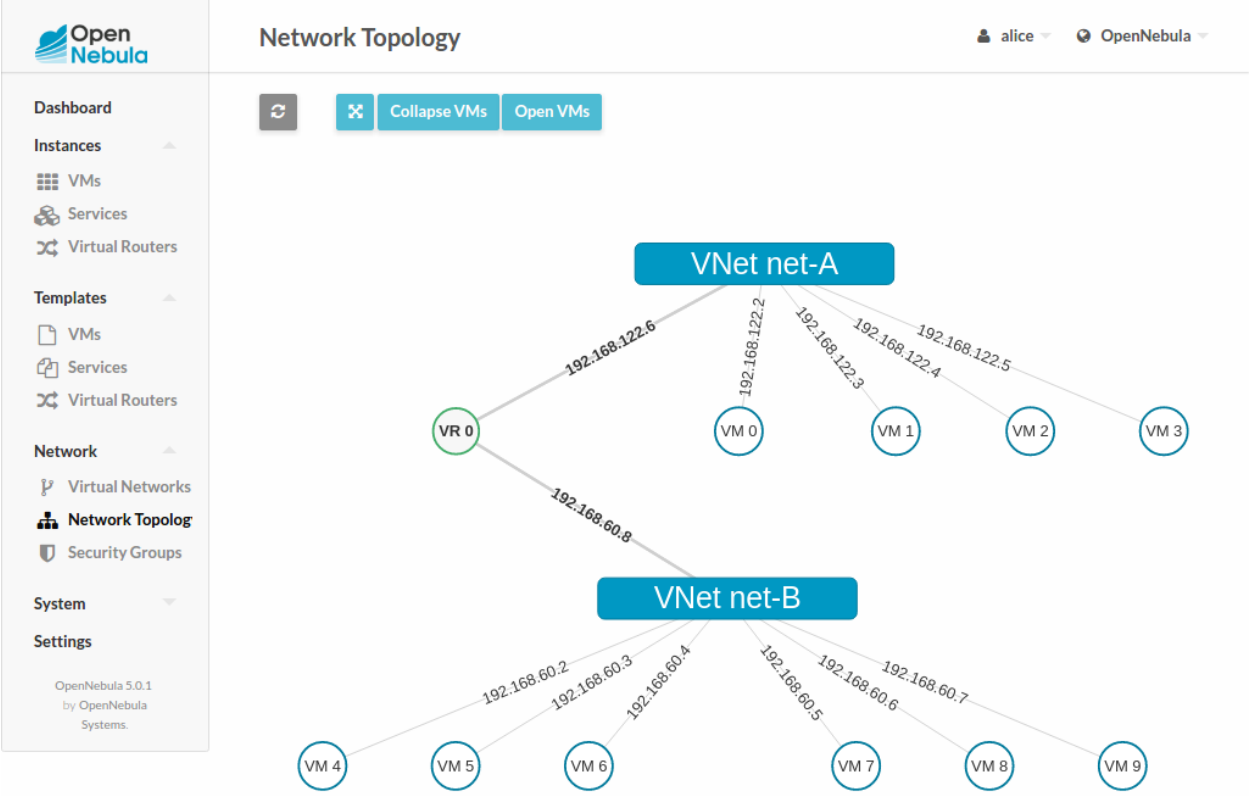 Open
Nebula
Network Topology
alice
OpenNebula
Dashboard
Instances
VMs
Services
Virtual Routers
Templates
VMs
Services
Virtual Routers
Network
Virtual Networks
Network Topolog
Security Groups
System
Settings
OpenNebula 5.0.1
by OpenNebula
Systems.
Collapse VMs
Open VMs
VNet net-A
192.168.122.6
192.168.122.2
192.168.122.3
192.168.122.4
192.168.122.5
VR 0
VM 0
VM 1
VM 2
VM 3
192.168.60.8
VNet net-B
192.168.60.2
192.168.60.3
192.168.60.4
192.168.60.5
192.168.60.6
192.168.60.7
VM 4
VM 5
VM 6
VM 7
VM 8
VM 9